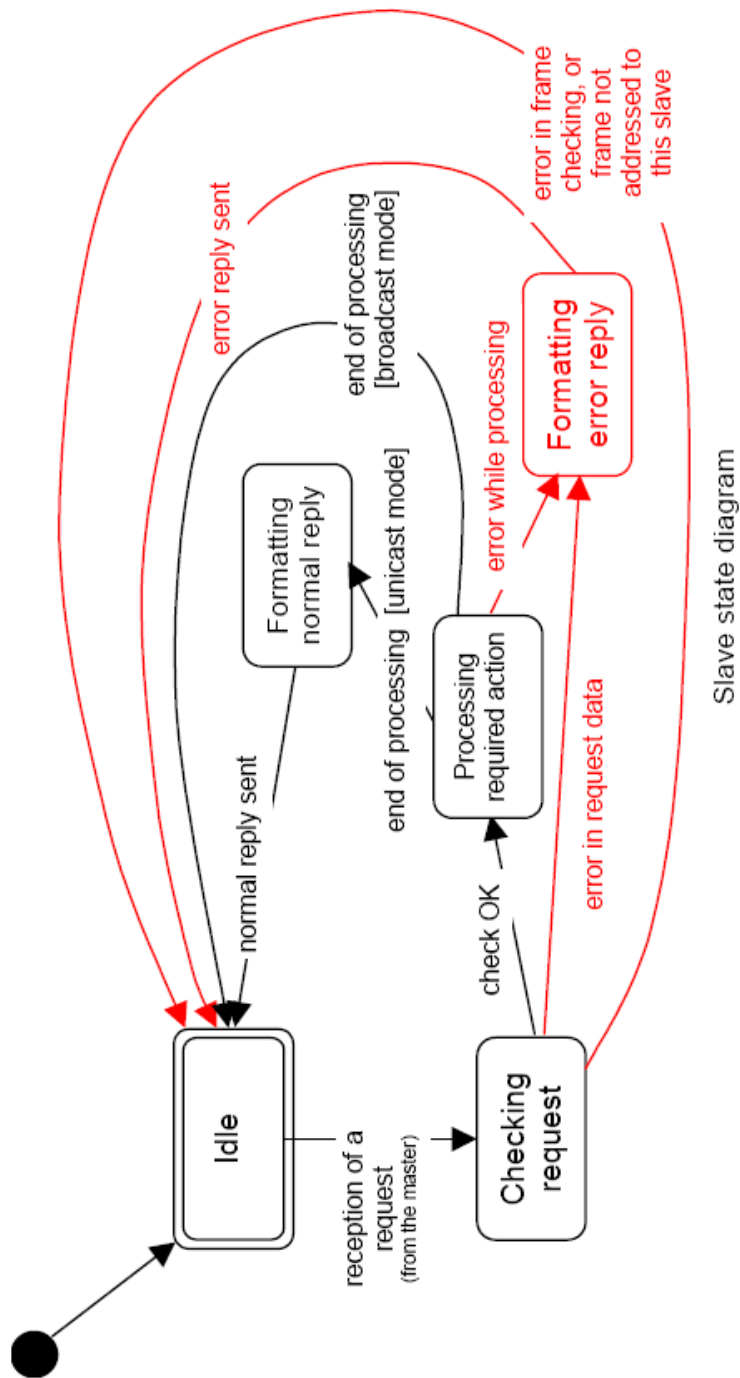 Idle
reception of a
request
(from the master)
Checking
request
normal reply sent
check OK
Formatting
normal reply
end of processing
[unicast mode]
Processing
required action
end of processing
[broadcast mode]
error reply sent
error while processing
error in request data
Formatting
error reply
error in frame
checking, or
frame not
addressed to
this slave
Slave state diagram